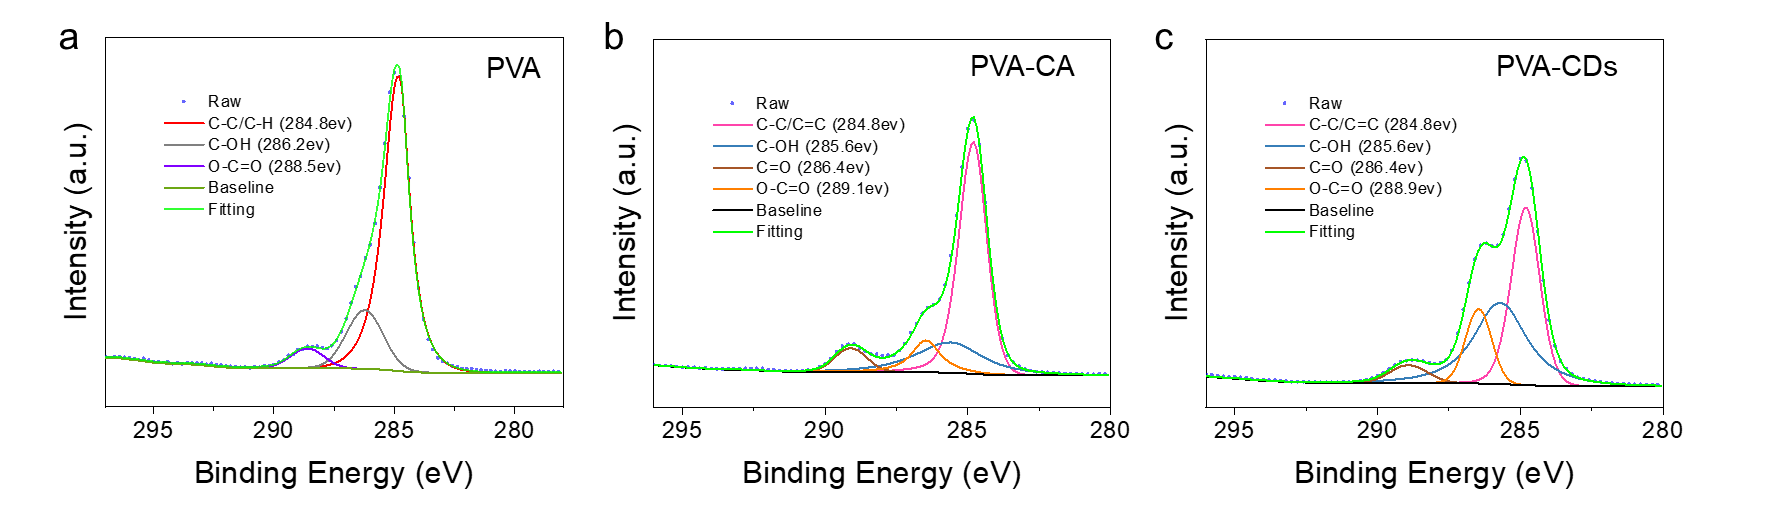 a
PVA
Raw
C-C/C-H (284.8ev)
C-OH (286.2ev)
O-C=O (288.5ev)
Baseline
Fitting
Intensity (a.u.)
295
290
285
280
Binding Energy (eV)
b
PVA-CA
Raw
C-C/C=C (284.8ev)
C-OH (285.6ev)
C=O (286.4ev)
O-C=O (289.1ev)
Baseline
Fitting
Intensity (a.u.)
295
290
285
280
Binding Energy (eV)
c
PVA-CDs
Raw
C-C/C=C (284.8ev)
C-OH (285.6ev)
C=O (286.4ev)
O-C=O (288.9ev)
Baseline
Fitting
Intensity (a.u.)
295
290
285
280
Binding Energy (eV)